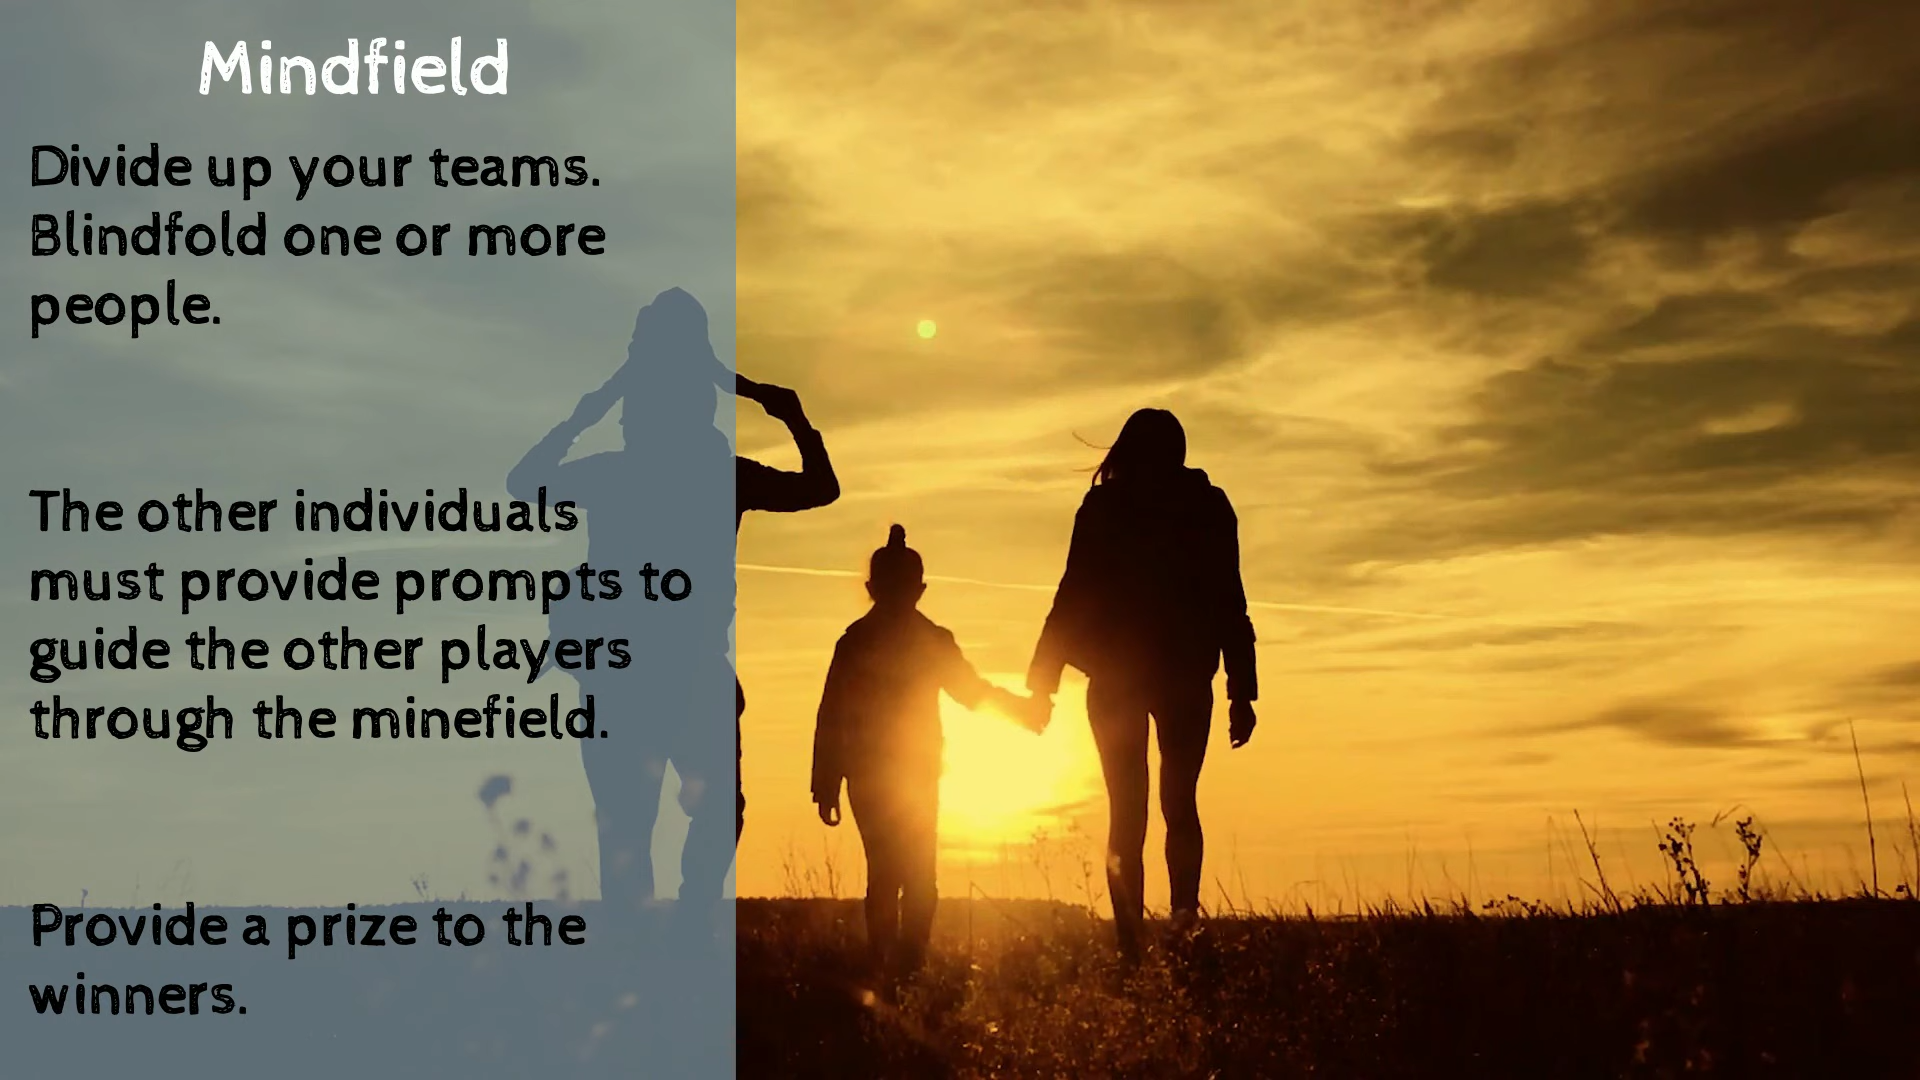 Mindfield
Divide up your teams.
Blindfold one or more
people.
The other individuals
must provide prompts to
guide the other players
through the minefield.
Provide a prize to the
winners.